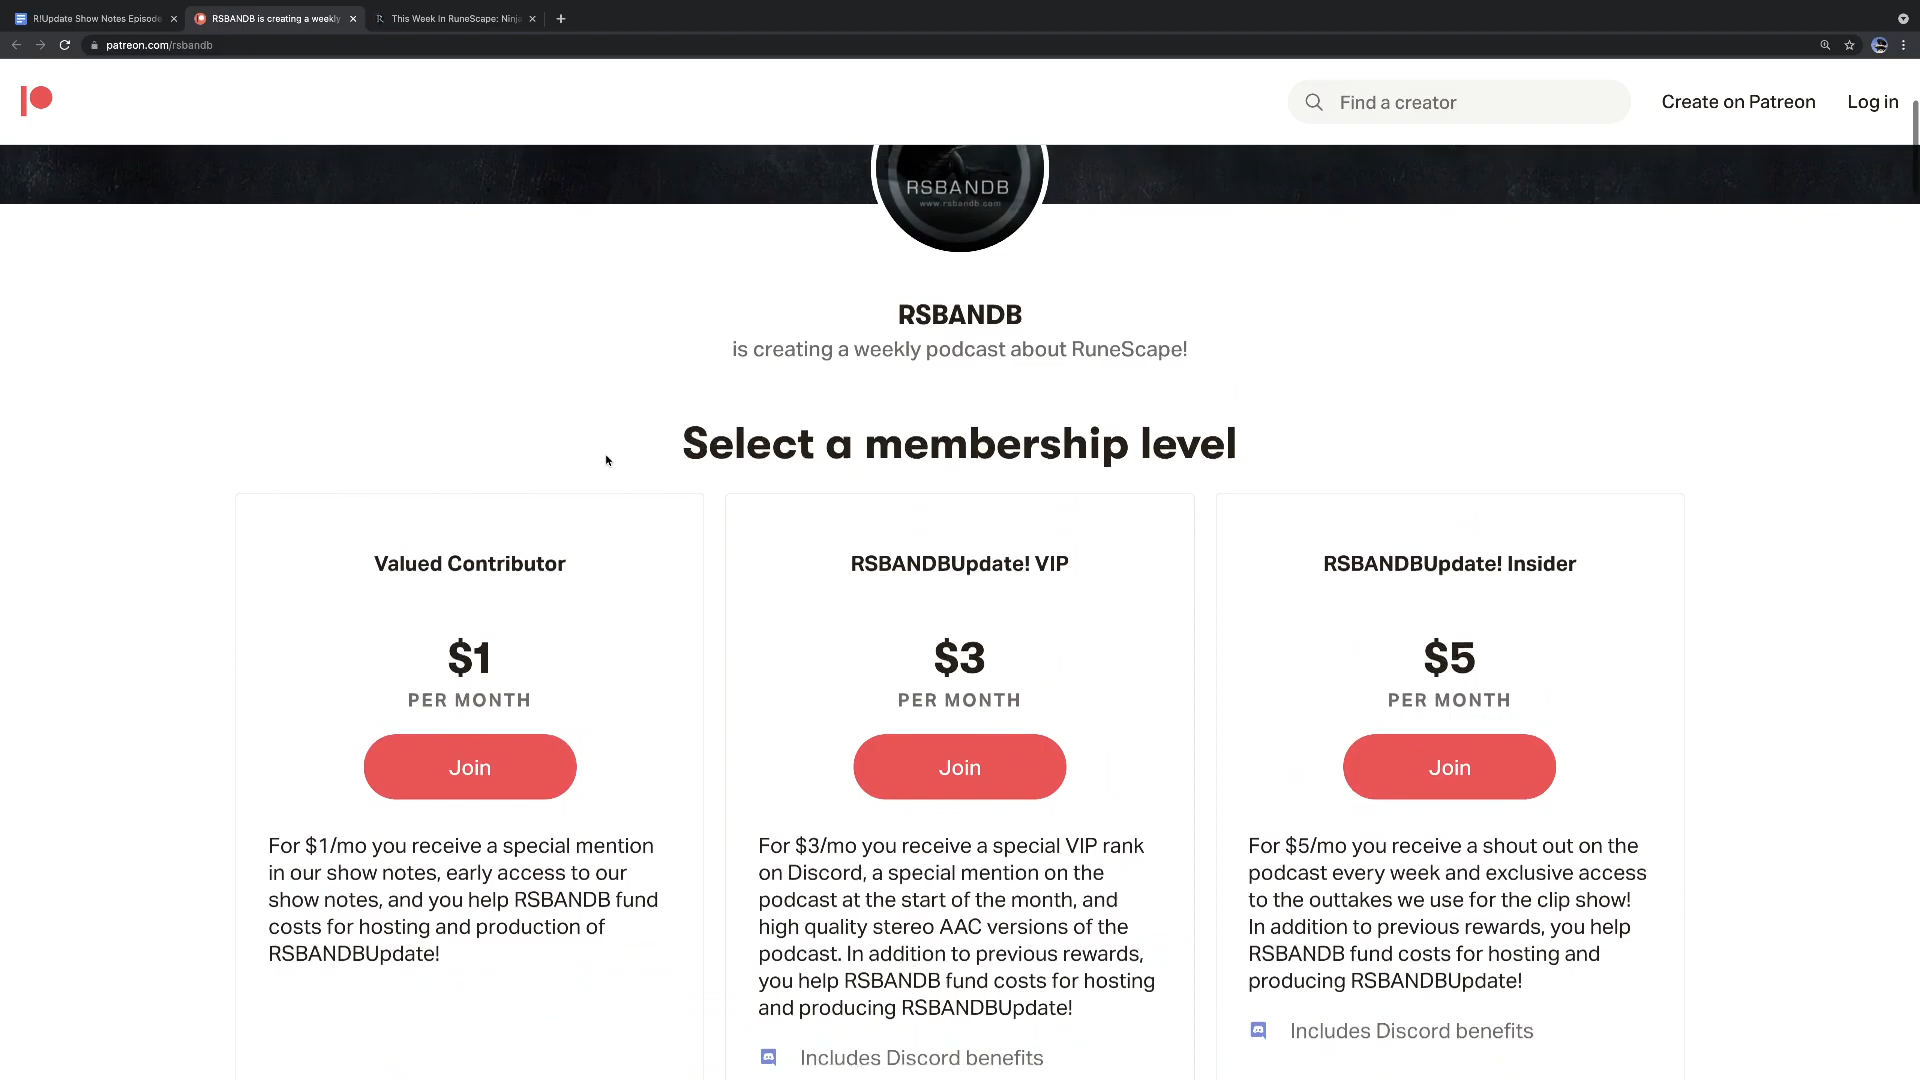 R!Update Show Notes Episode
RSBANDB is creating a weekly
This Week In RuneScape: Ninja
patreon.com/rsbandb
Find a creator
Create on Patreon
Log in
RSBANDB
www.rsbandb.com
RSBANDB
is creating a weekly podcast about RuneScape!
Select a membership level
Valued Contributor
$1
PER MONTH
Join
For $1/mo you receive a special mention
in our show notes, early access to our
show notes, and you help RSBANDB fund
costs for hosting and production of
RSBANDBUpdate!
RSBANDBUpdate! VIP
$3
PER MONTH
Join
For $3/mo you receive a special VIP rank
on Discord, a special mention on the
podcast at the start of the month, and
high quality stereo AAC versions of the
podcast. In addition to previous rewards,
you help RSBANDB fund costs for hosting
and producing RSBANDBUpdate!
Includes Discord benefits
RSBANDBUpdate! Insider
$5
PER MONTH
Join
For $5/mo you receive a shout out on the
podcast every week and exclusive access
to the outtakes we use for the clip show!
In addition to previous rewards, you help
RSBANDB fund costs for hosting and
producing RSBANDBUpdate!
Includes Discord benefits